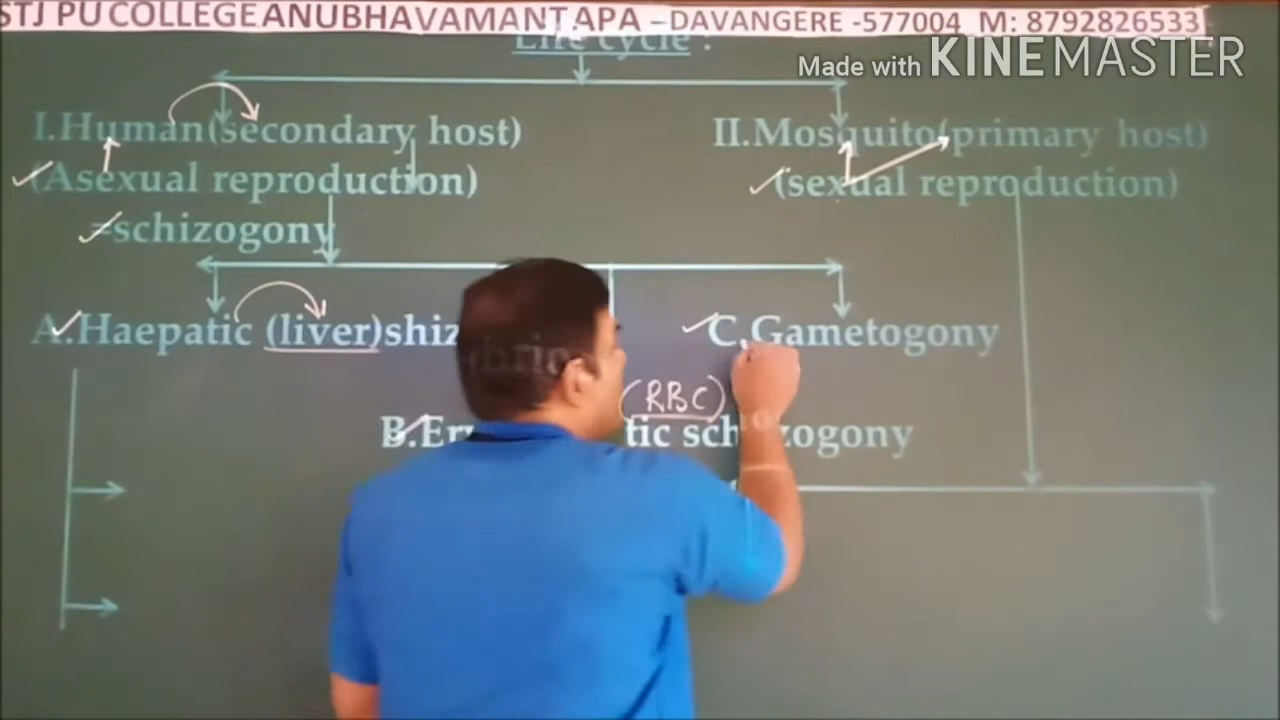 STJ PU COLLEGE ANUBHAVAMANTAPA – DAVANGERE -577004 M: 8792826533
Life cycle :
Made with KINEMASTER
I.Human(secondary host)
II.Mosquito(primary host)
(Asexual reproduction)
(sexual reproduction)
=schizogony
A.Haepatic (liver)shiz
C.Gametogony
(RBC)
B.Er tic schizogony